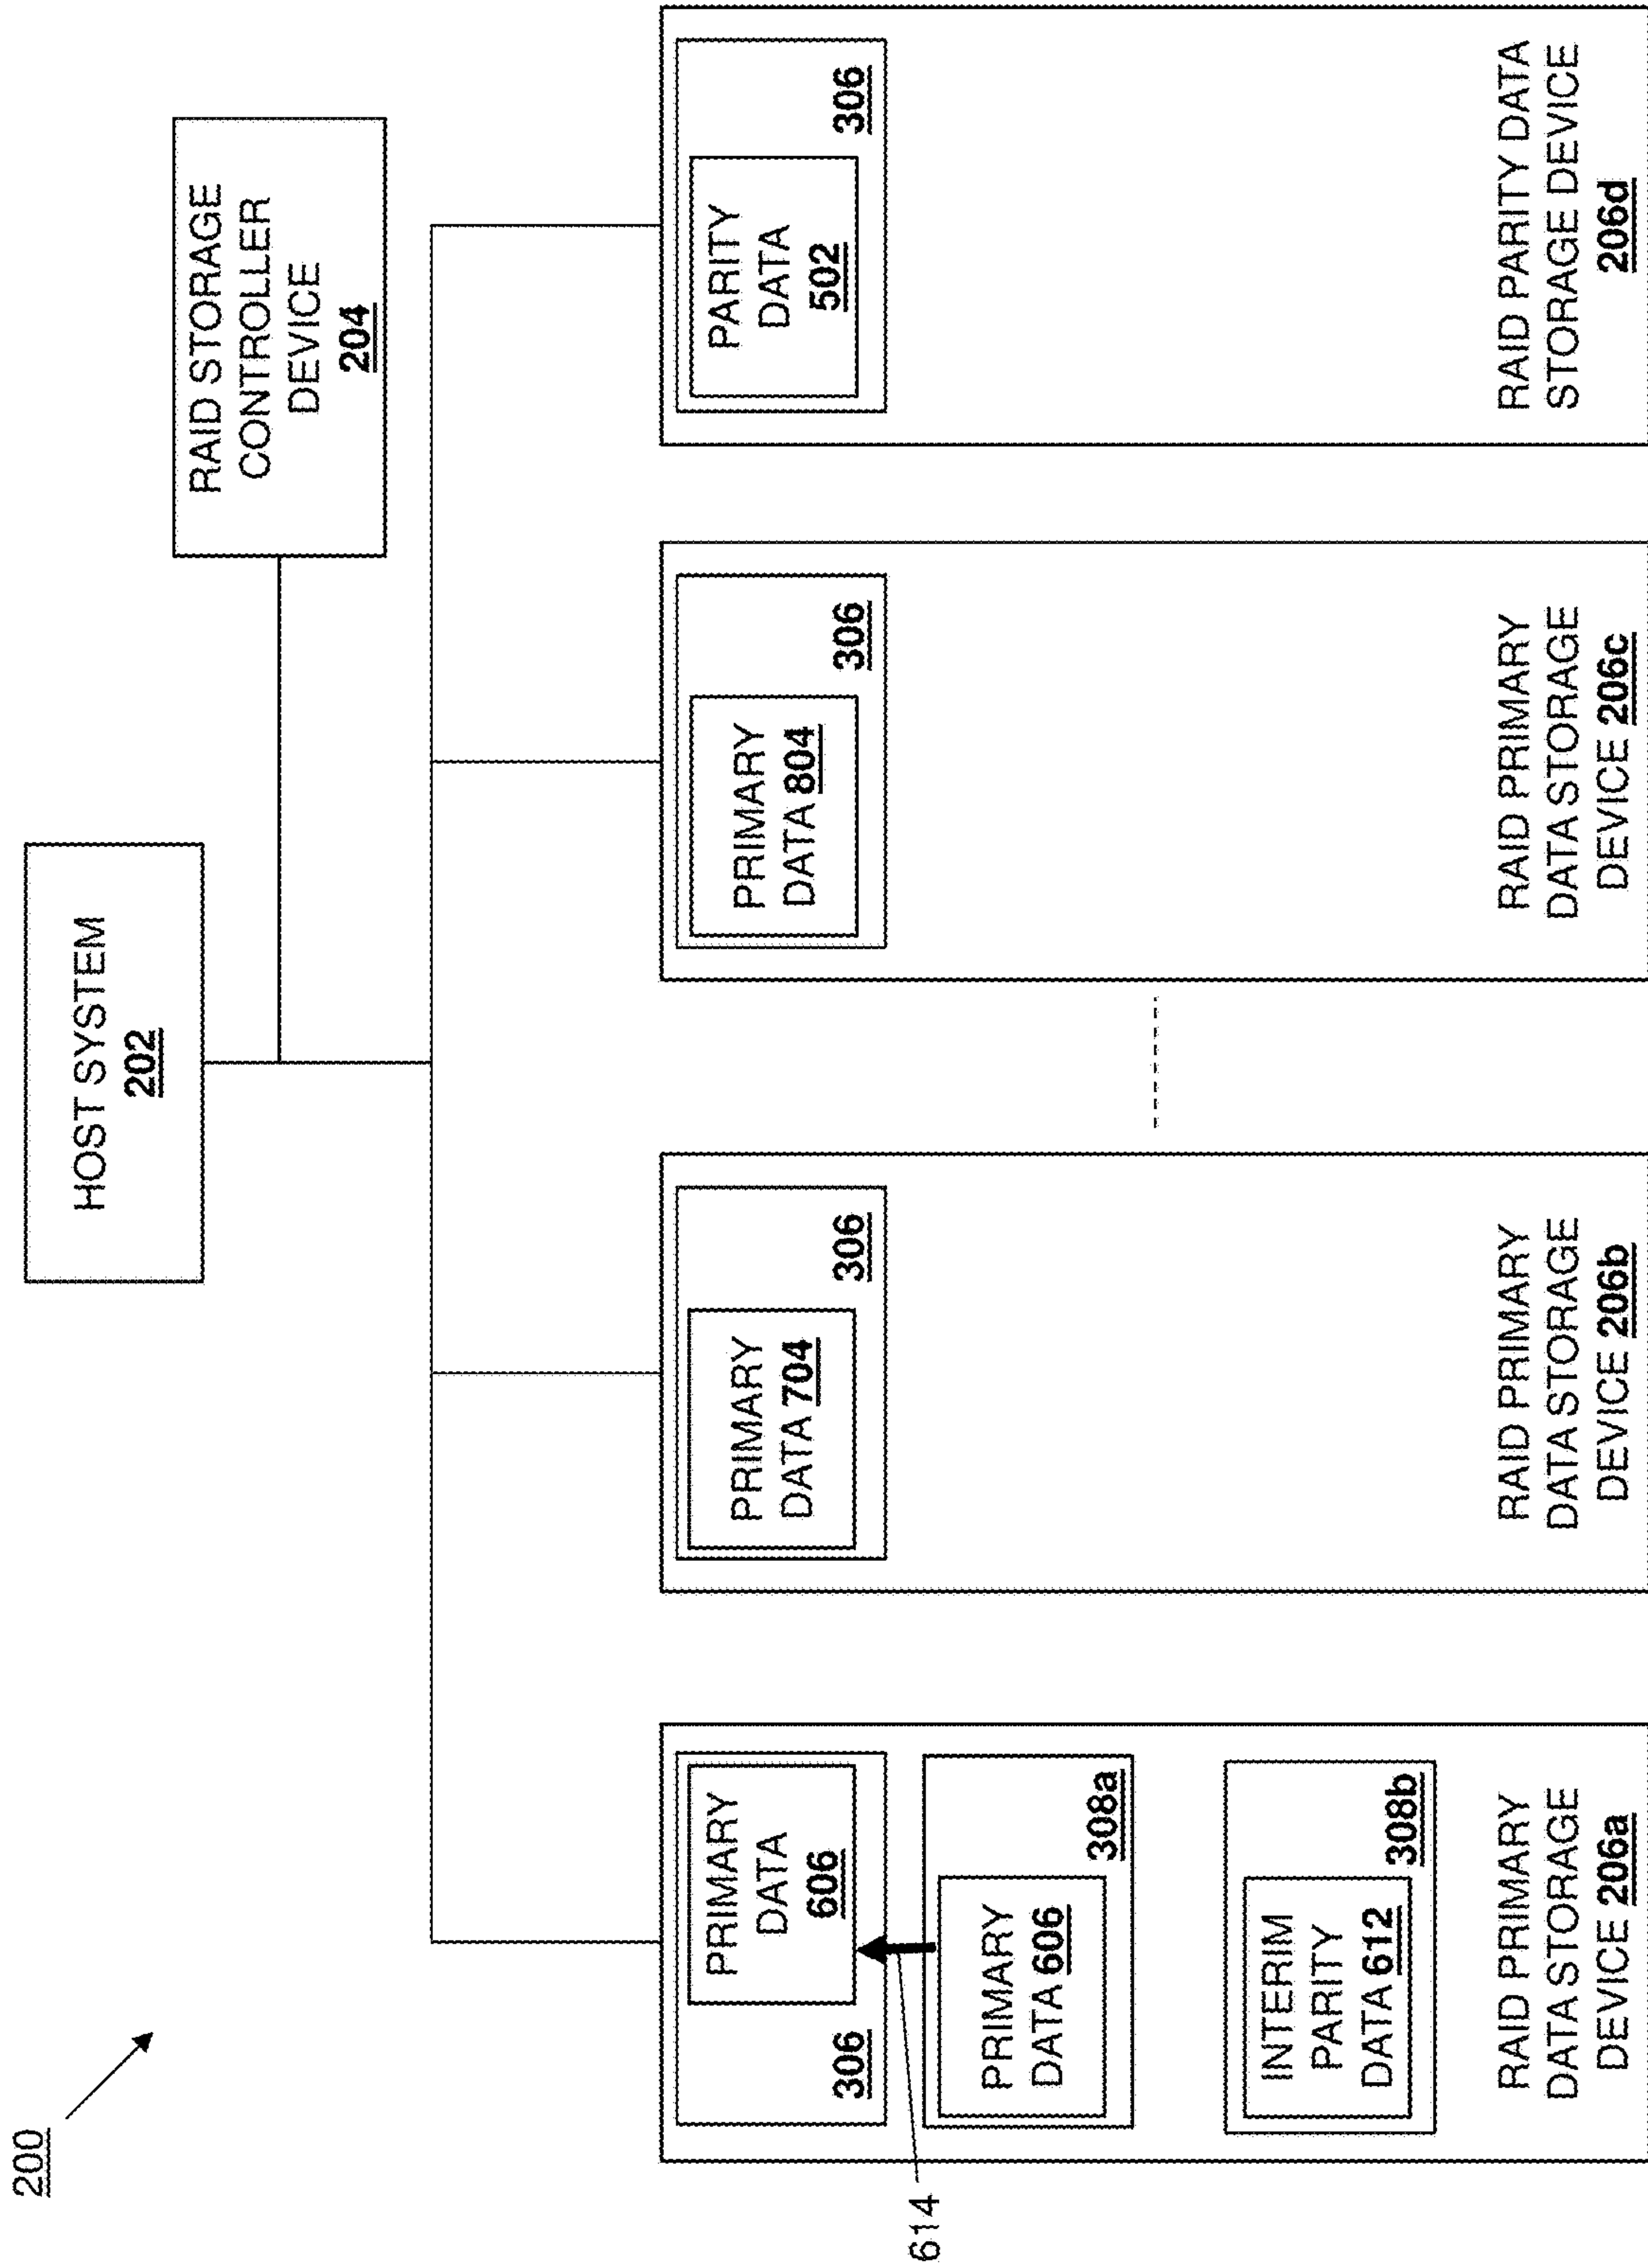 200
HOST SYSTEM
202
RAID STORAGE
CONTROLLER
DEVICE
204
PRIMARY
DATA
606
306
614
PRIMARY
DATA 606
308a
INTERIM
PARITY
DATA 612
308b
RAID PRIMARY
DATA STORAGE
DEVICE 206a
PRIMARY
DATA 704
306
RAID PRIMARY
DATA STORAGE
DEVICE 206b
PRIMARY
DATA 804
306
RAID PRIMARY
DATA STORAGE
DEVICE 206c
PARITY
DATA
502
306
RAID PARITY DATA
STORAGE DEVICE
206d